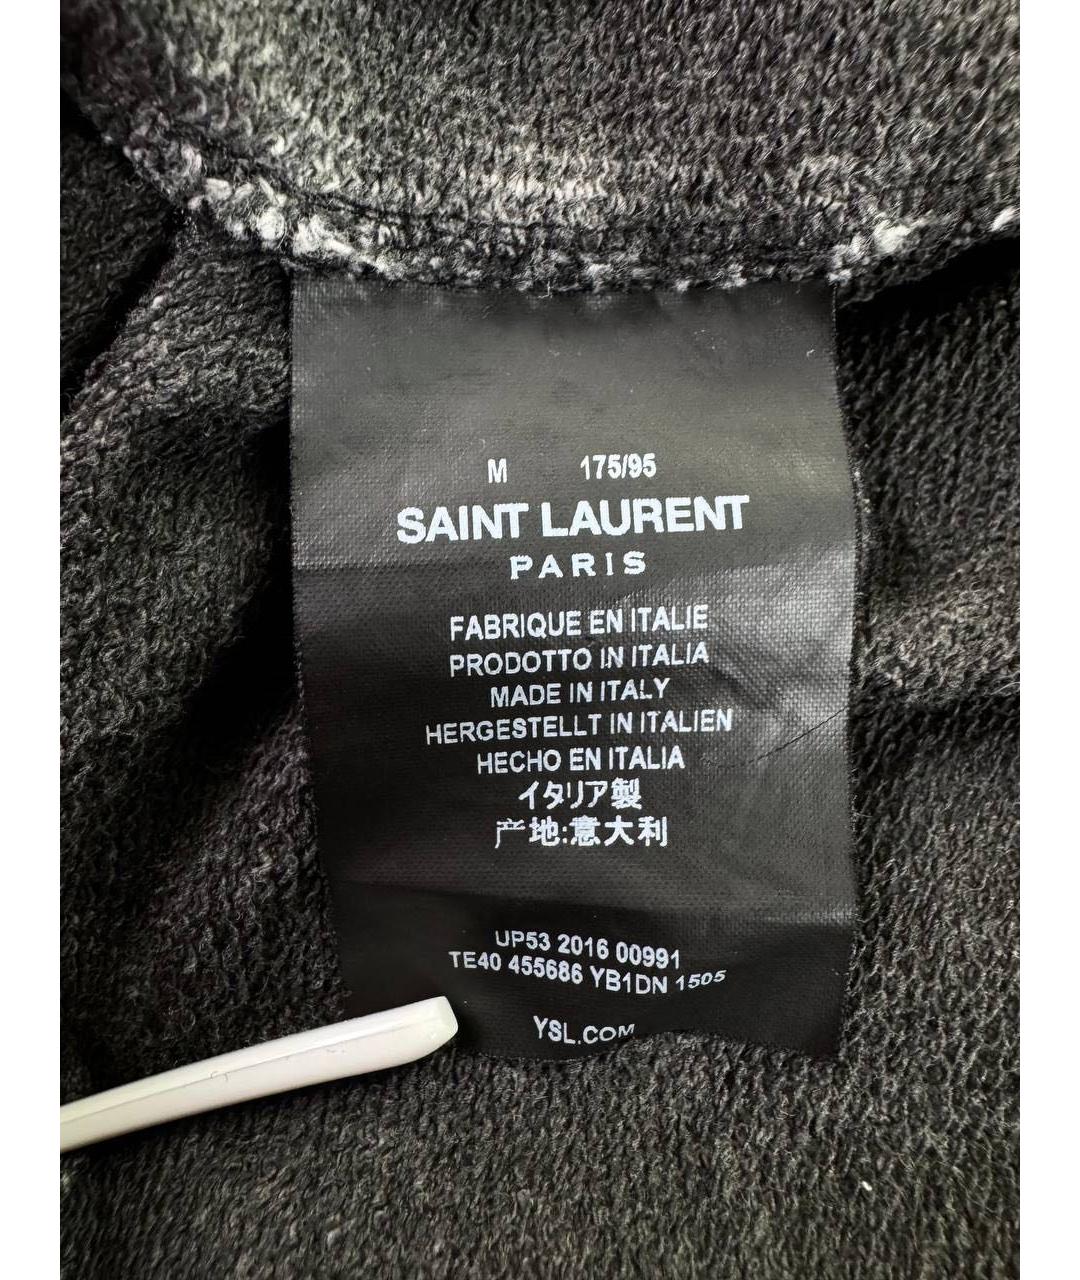 M 175/95
SAINT LAURENT
PARIS
FABRIQUE EN ITALIE
PRODOTTO IN ITALIA
MADE IN ITALY
HERGESTELLT IN ITALIEN
HECHO EN ITALIA
イタリア製
产地:意大利
UP53 2016 00991
TE40 455686 YB1DN 1505
YSL.COM